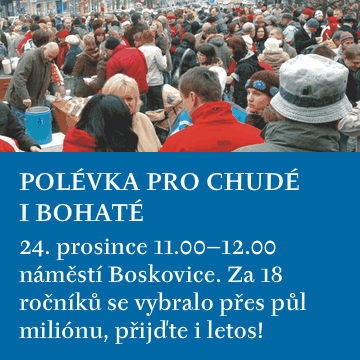 POLÉVKA PRO CHUDÉ
I BOHATÉ
24. prosince 11.00–12.00
náměstí Boskovice. Za 18
ročníků se vybralo přes půl
miliónu, přijďte i letos!